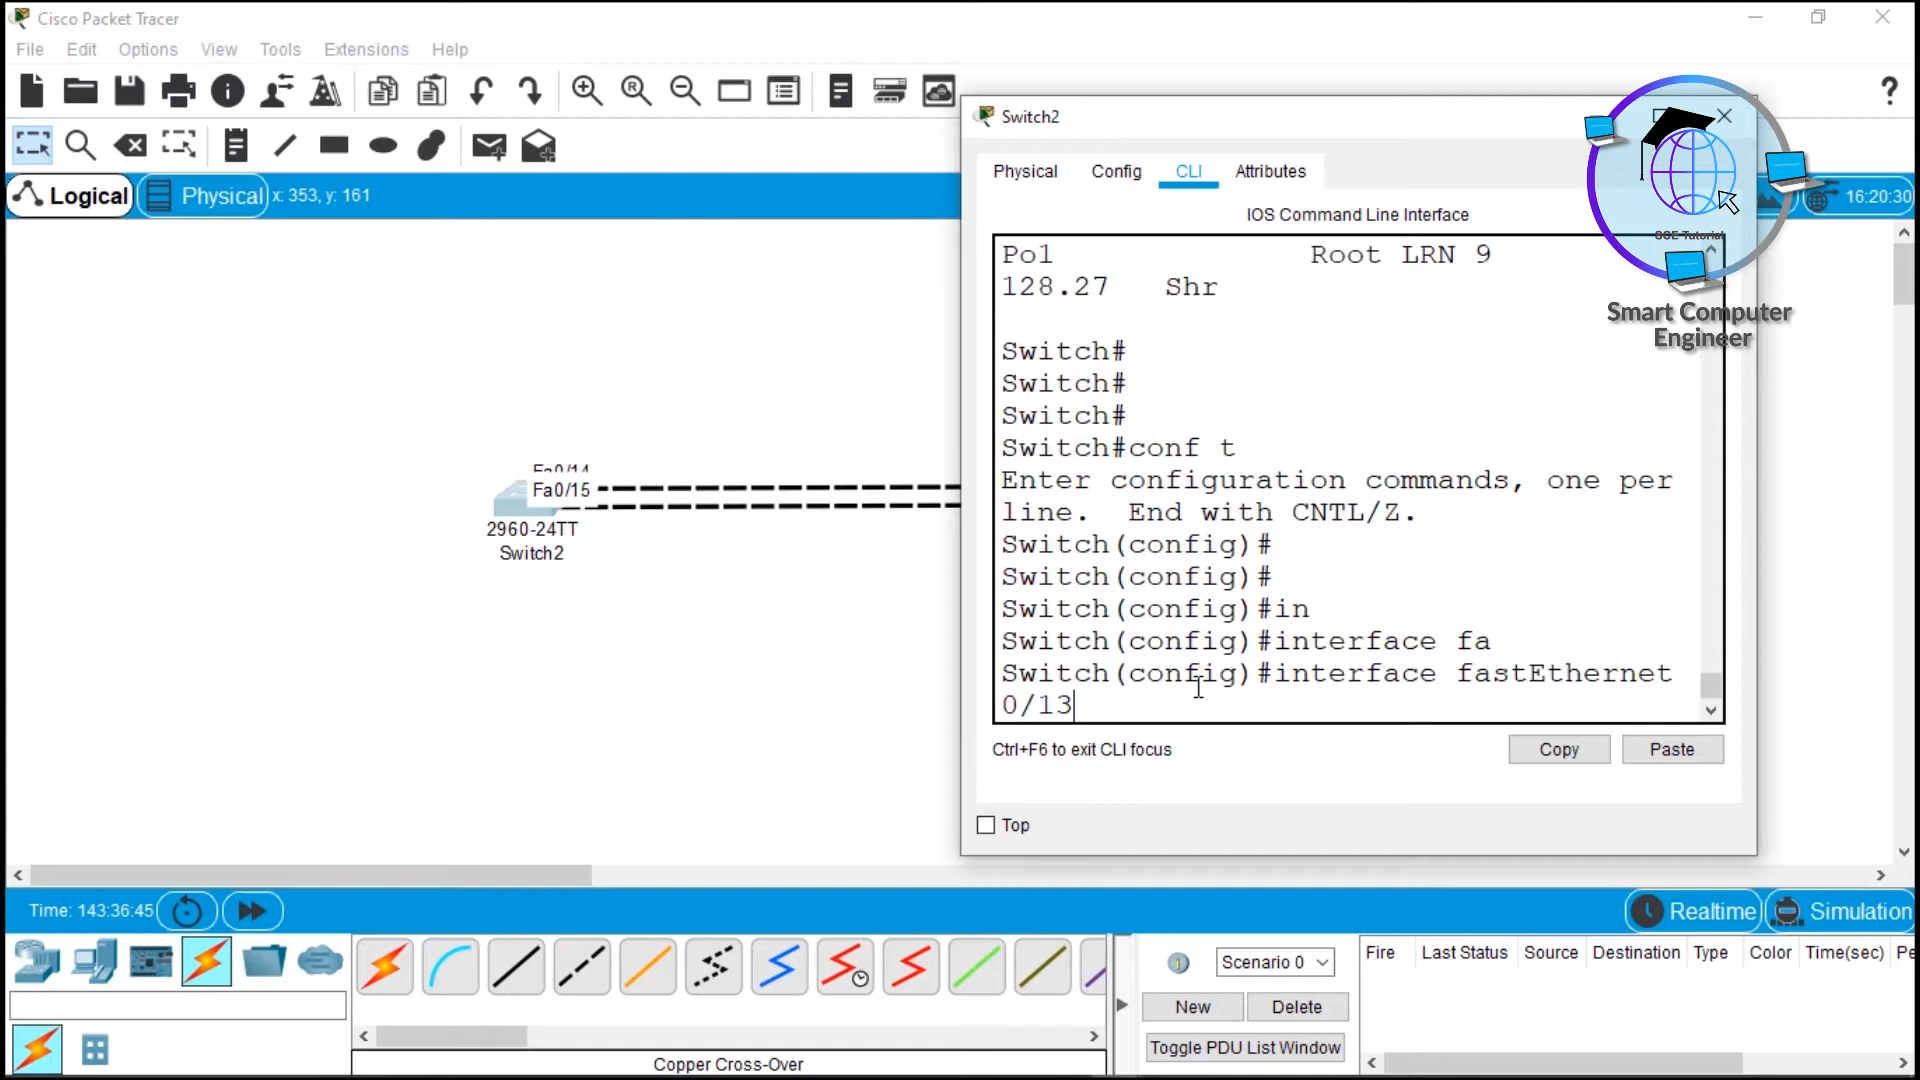 Cisco Packet Tracer
File Edit Options View Tools Extensions Help
?
Logical
Physical
x: 353, y: 161
16:20:30
Switch2
Physical Config CLI Attributes
IOS Command Line Interface
Po1 Root LRN 9
128.27 Shr
Switch#
Switch#
Switch#
Switch#conf t
Enter configuration commands, one per
line. End with CNTL/Z.
Switch(config)#
Switch(config)#
Switch(config)#in
Switch(config)#interface fa
Switch(config)#interface fastEthernet
0/13
Ctrl+F6 to exit CLI focus
Copy
Paste
Top
SCE Tutorial
Smart Computer
Engineer
Fa0/14
Fa0/15
2960-24TT
Switch2
Time: 143:36:45
Realtime
Simulation
Scenario 0
New
Delete
Toggle PDU List Window
Fire Last Status Source Destination Type Color Time(sec) Pe
Copper Cross-Over